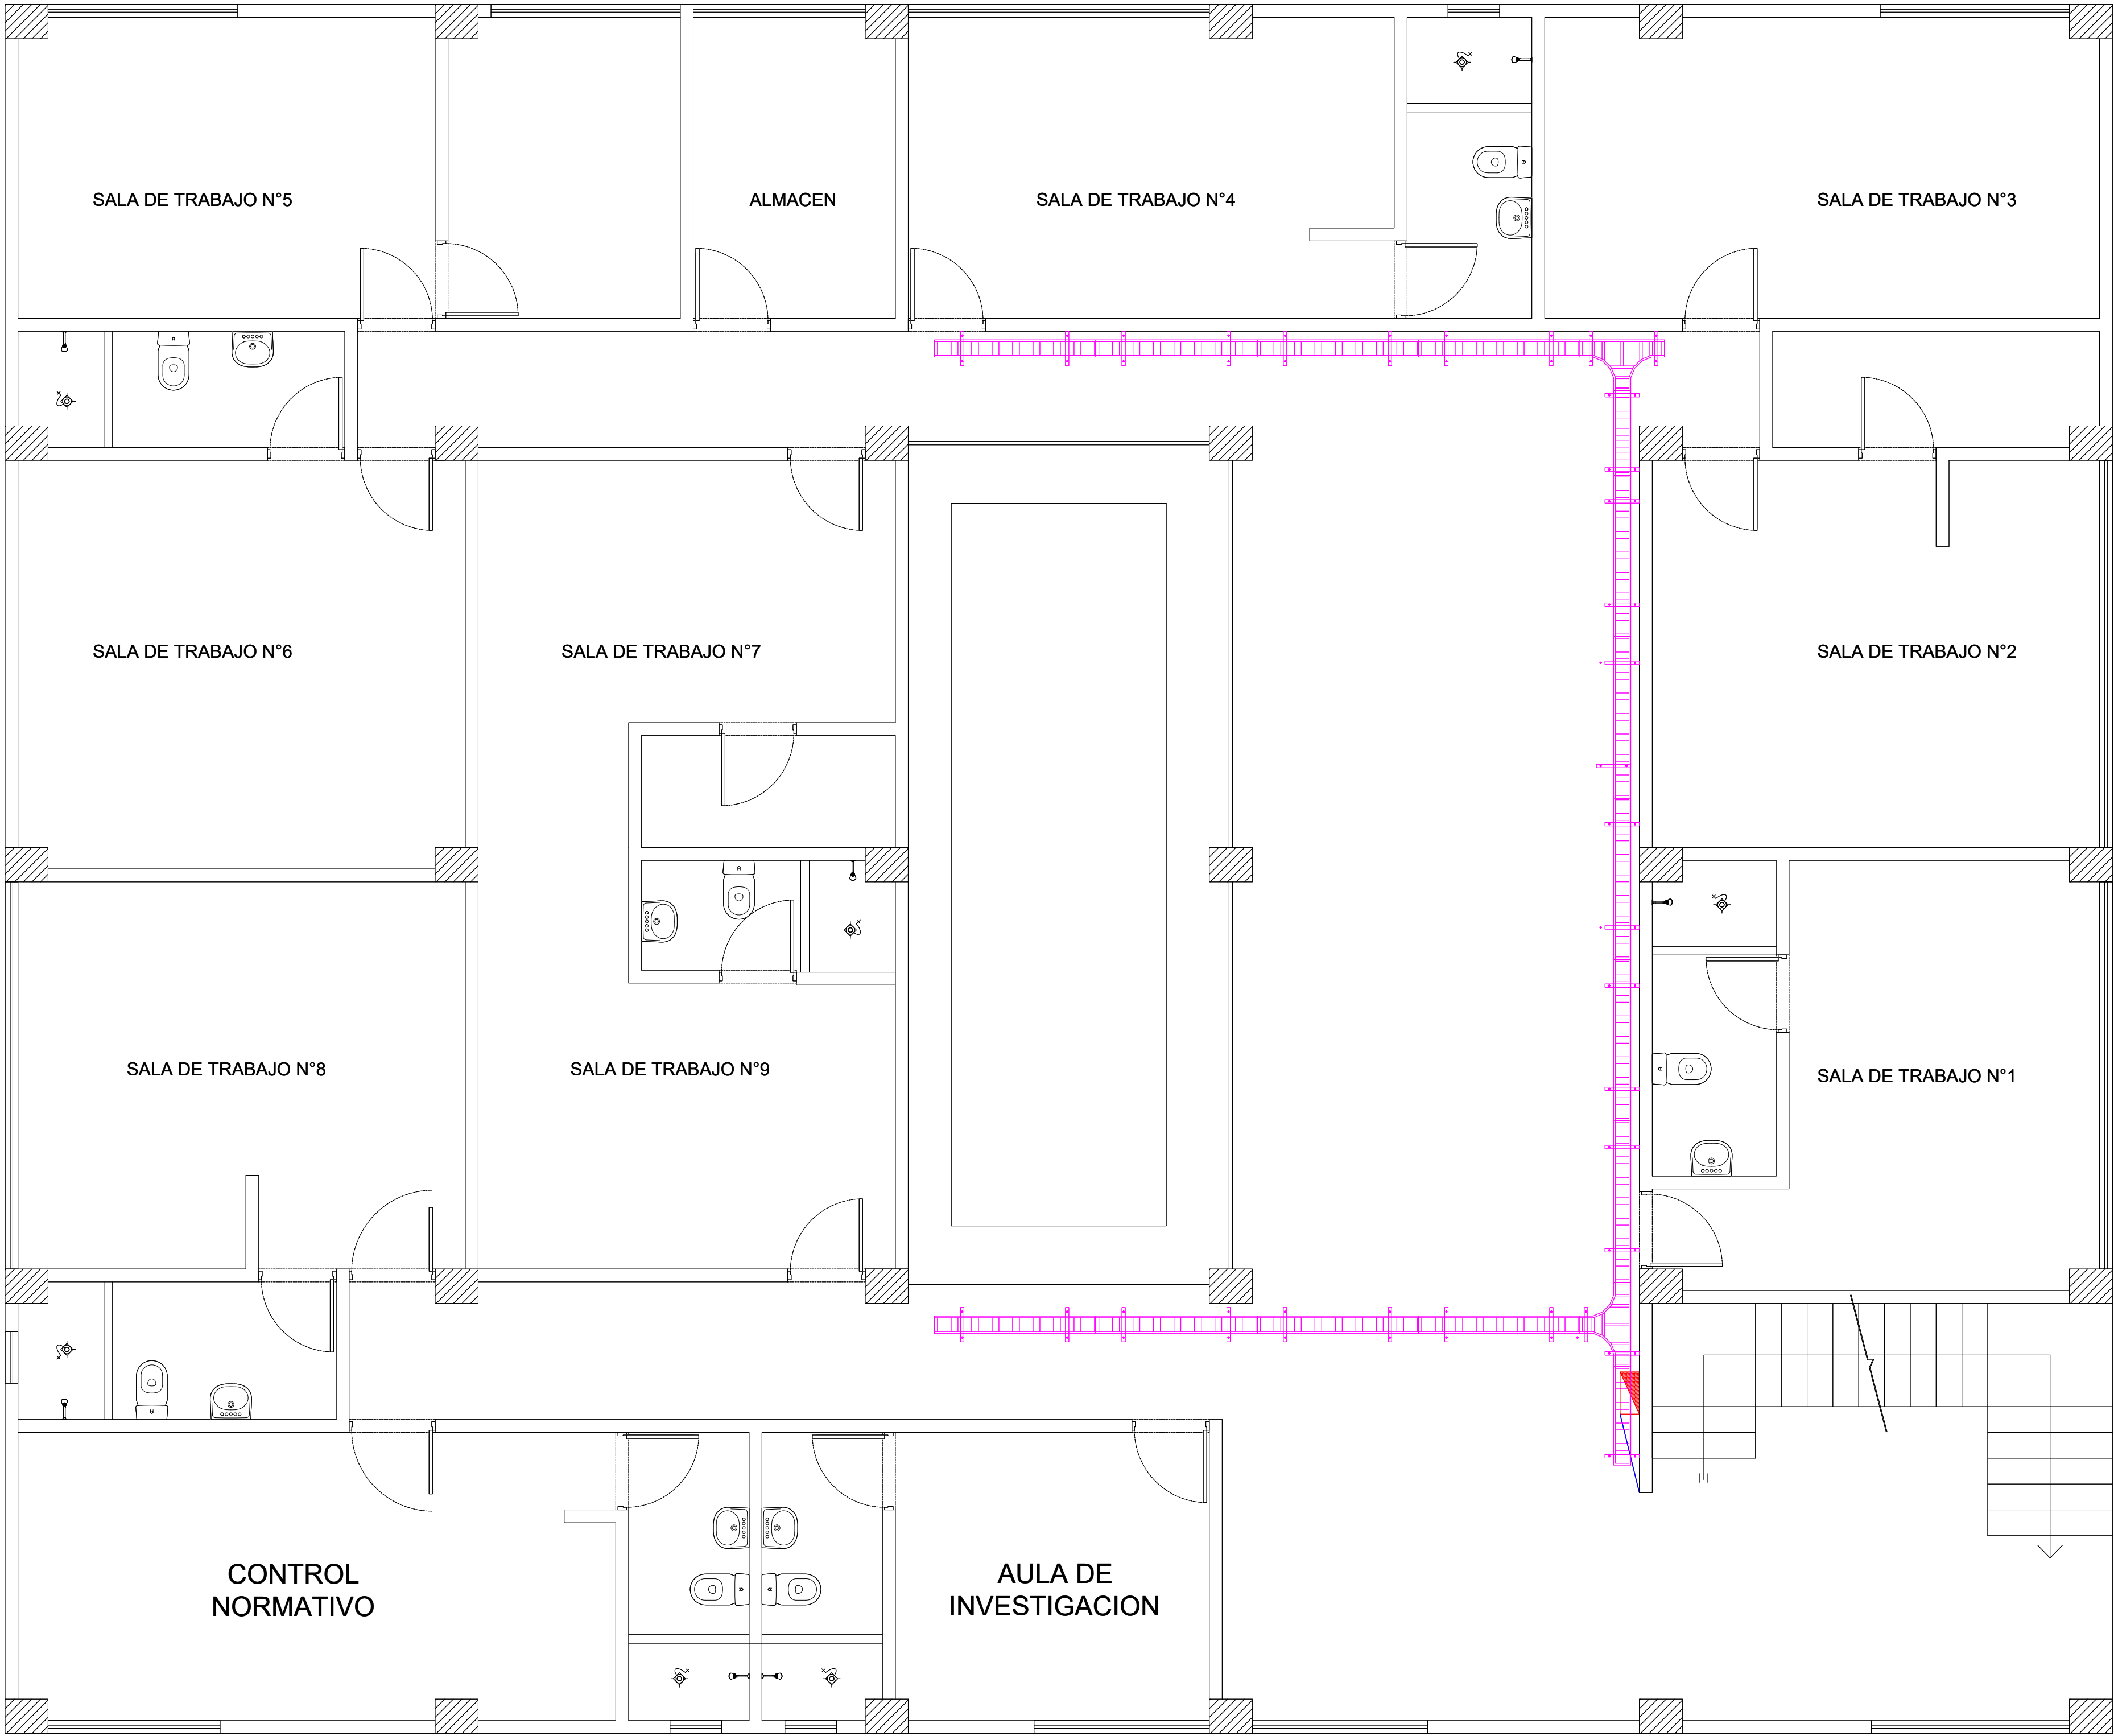 SALA DE TRABAJO N°5
ALMACEN
SALA DE TRABAJO N°4
SALA DE TRABAJO N°3
SALA DE TRABAJO N°6
SALA DE TRABAJO N°7
SALA DE TRABAJO N°2
SALA DE TRABAJO N°8
SALA DE TRABAJO N°9
SALA DE TRABAJO N°1
CONTROL
NORMATIVO
AULA DE
INVESTIGACION